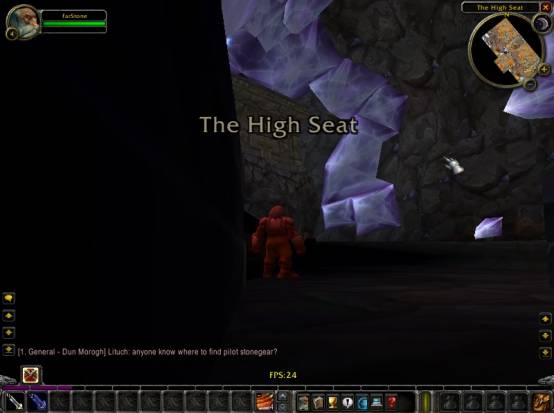 farstone
The High Seat
N
4
The High Seat
[1. General - Dun Morogh] Lituch: anyone know where to find pilot stonegear?
FPS:24